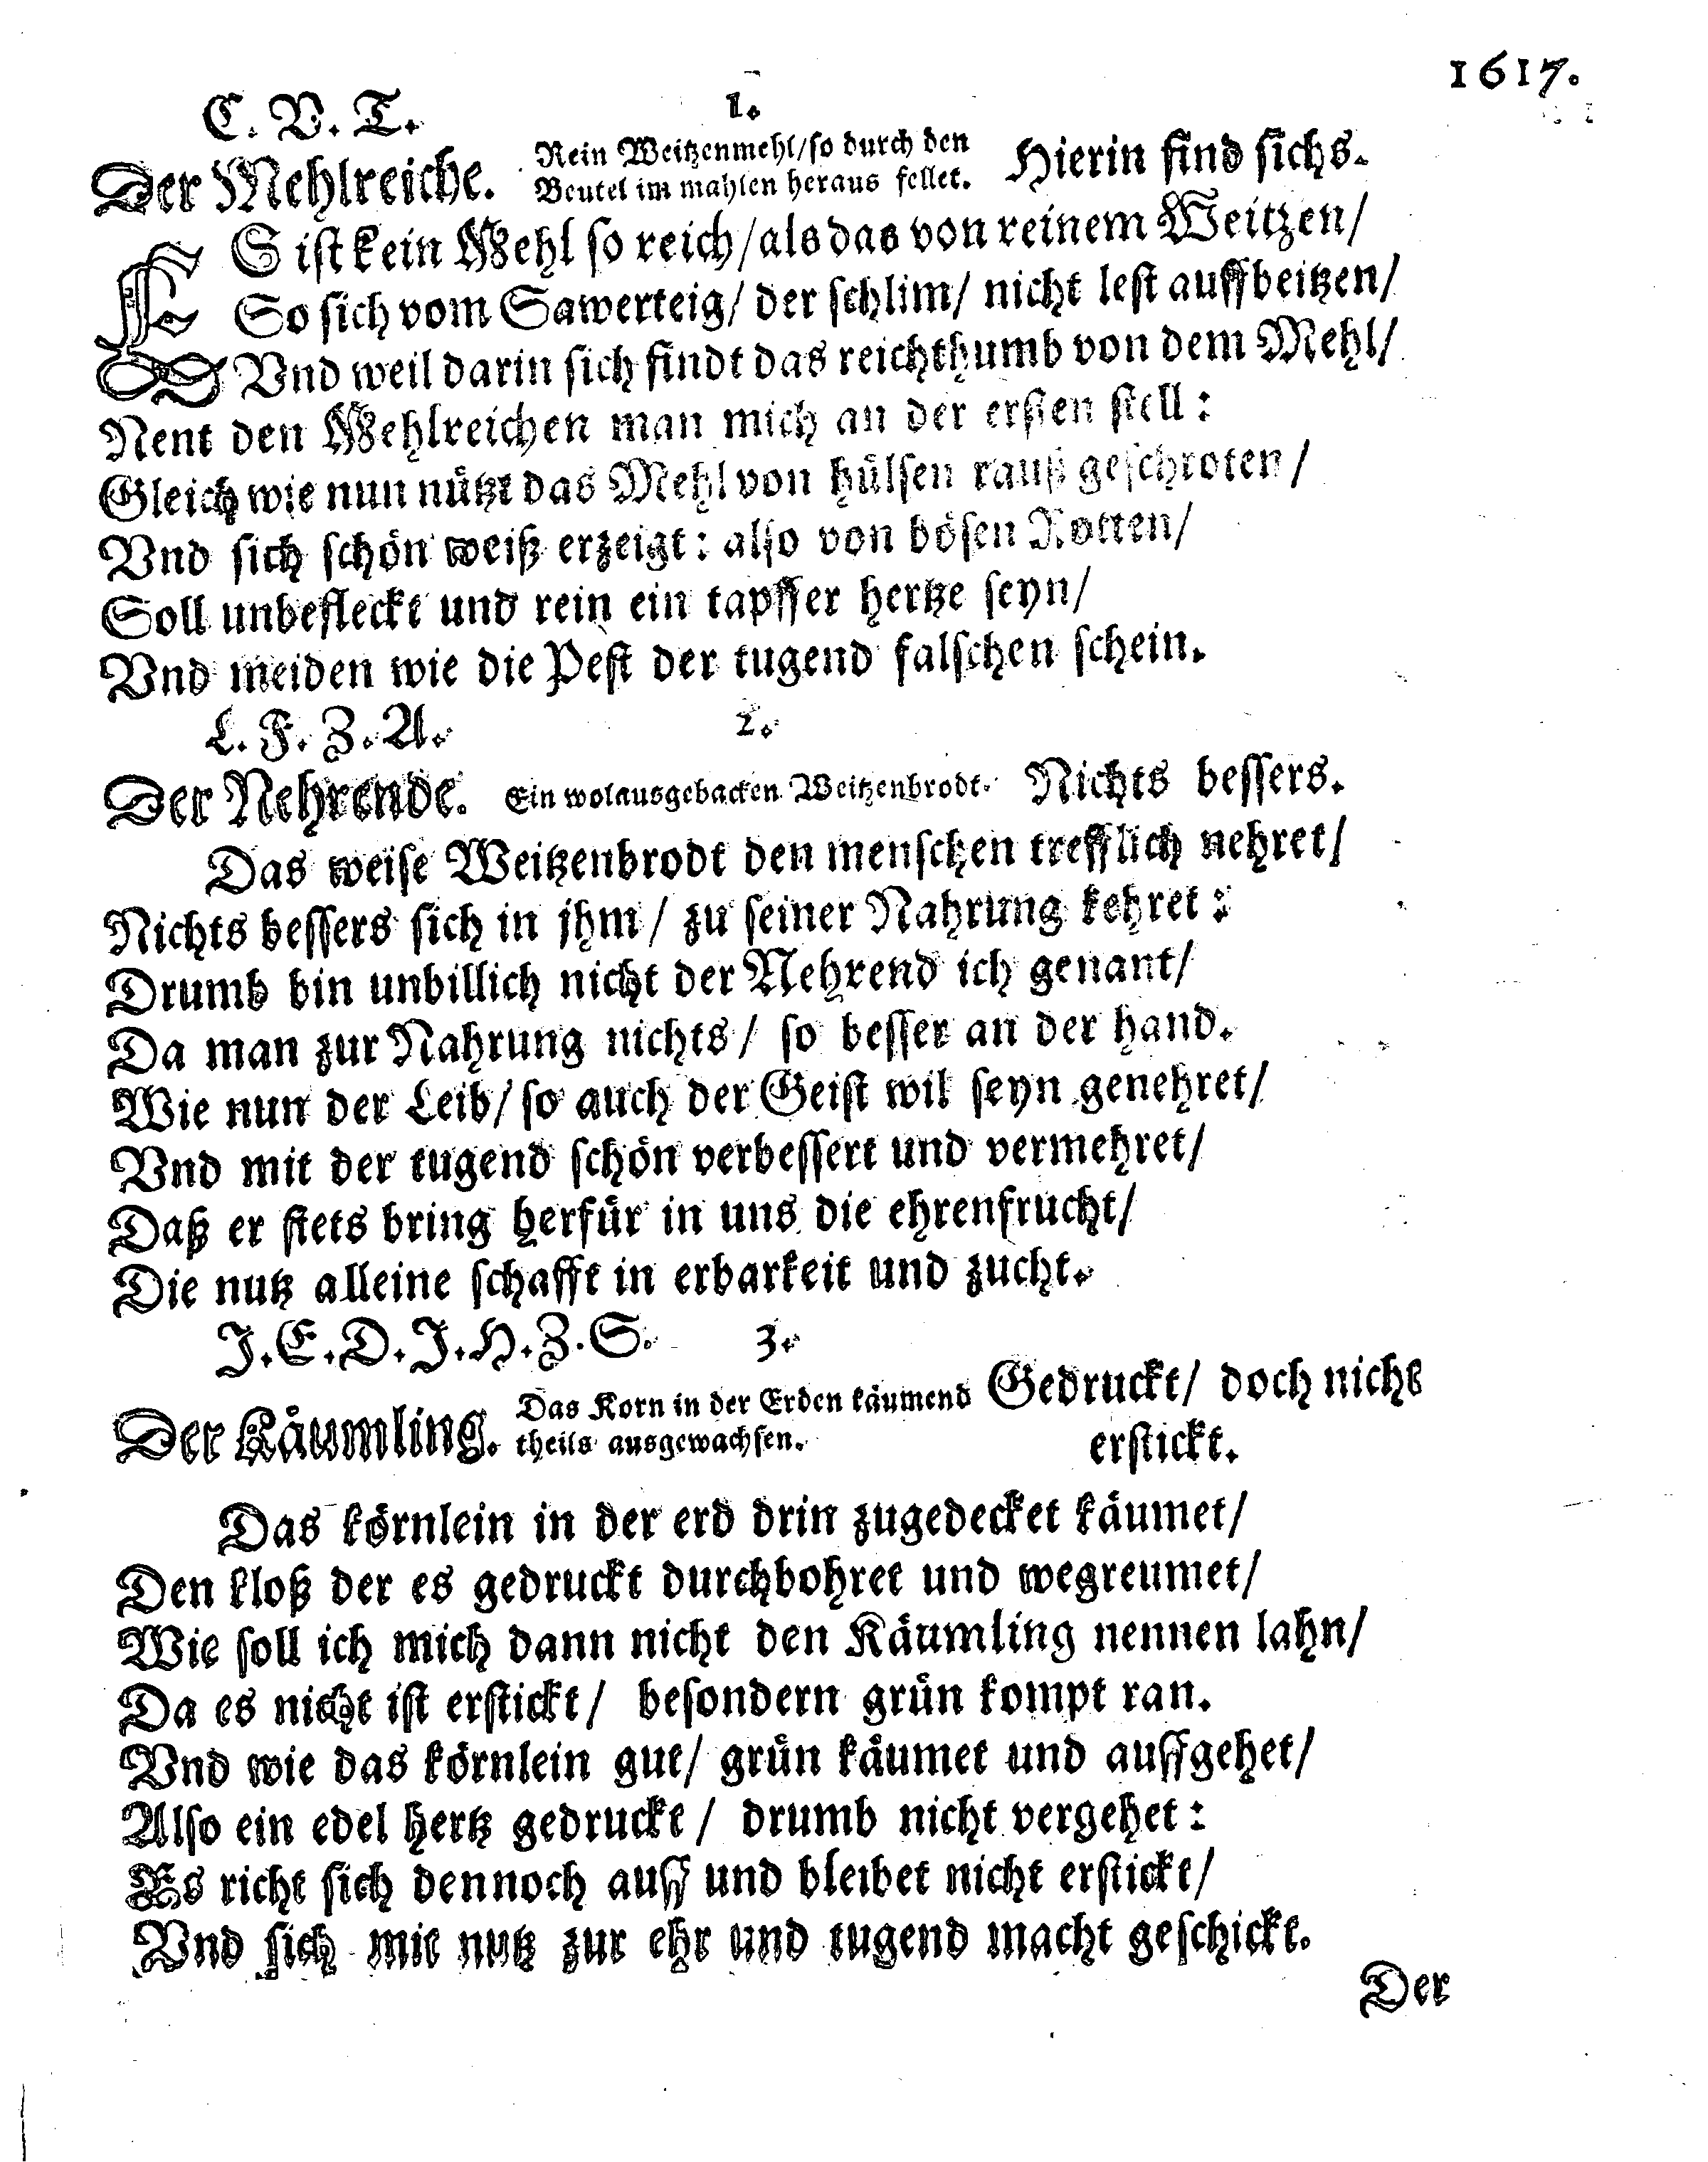 1617.
C. V. T. 1.
Der Mehlreiche. Rein Weitzenmehl/so durch den Beutel im mahlen heraus fellet. Hierin find sichs.
ES ist kein Mehl so reich/als das von reinem Weitzen/
So sich vom Sawerteig/ der schlim/ nicht lest auffbeitzen/
Vnd weil darin sich findt das reichthumb von dem Mehl/
Nent den Mehlreichen man mich an der ersten stell:
Gleich wie nun nützt das Mehl von hülsen rauß geschroten/
Vnd sich schön weiß erzeigt: also von bösen Rotten/
Soll unbefleckt und rein ein tapffer hertze seyn/
Vnd meiden wie die Pest der tugend falschen schein.
L. F. Z. A. 2.
Der Nehrende. Ein wolausgebacken Weitzenbrodt. Nichts bessers.
Das weise Weitzenbrodt den menschen trefflich nehret/
Nichts bessers sich in jhm/ zu seiner Nahrung kehret:
Drumb bin unbillich nicht der Nehrend ich genant/
Da man zur Nahrung nichts/ so besser an der hand.
Wie nun der Leib/so auch der Geist wil seyn genehret/
Vnd mit der tugend schön verbessert und vermehret/
Daß er stets bring herfür in uns die ehrenfrucht/
Die nutz alleine schafft in erbarkeit und zucht.
J. E. D. J. H. Z. S. 3.
Der Käumling. Das Korn in der Erden käumend theils ausgewachsen. Gedruckt/ doch nicht erstickt.
Das körnlein in der erd drin zugedecket käumet/
Den kloß der es gedruckt durchbohret und wegreumet/
Wie soll ich mich dann nicht den Käumling nennen lahn/
Da es nicht ist erstickt/ besondern grün kompt ran.
Vnd wie das körnlein gut/ grün käumet und auffgehet/
Also ein edel hertz gedruckt/ drumb nicht vergehet:
Es richt sich dennoch auff und bleibet nicht erstickt/
Vnd sich mit nutz zur ehr und tugend macht geschickt.
Der